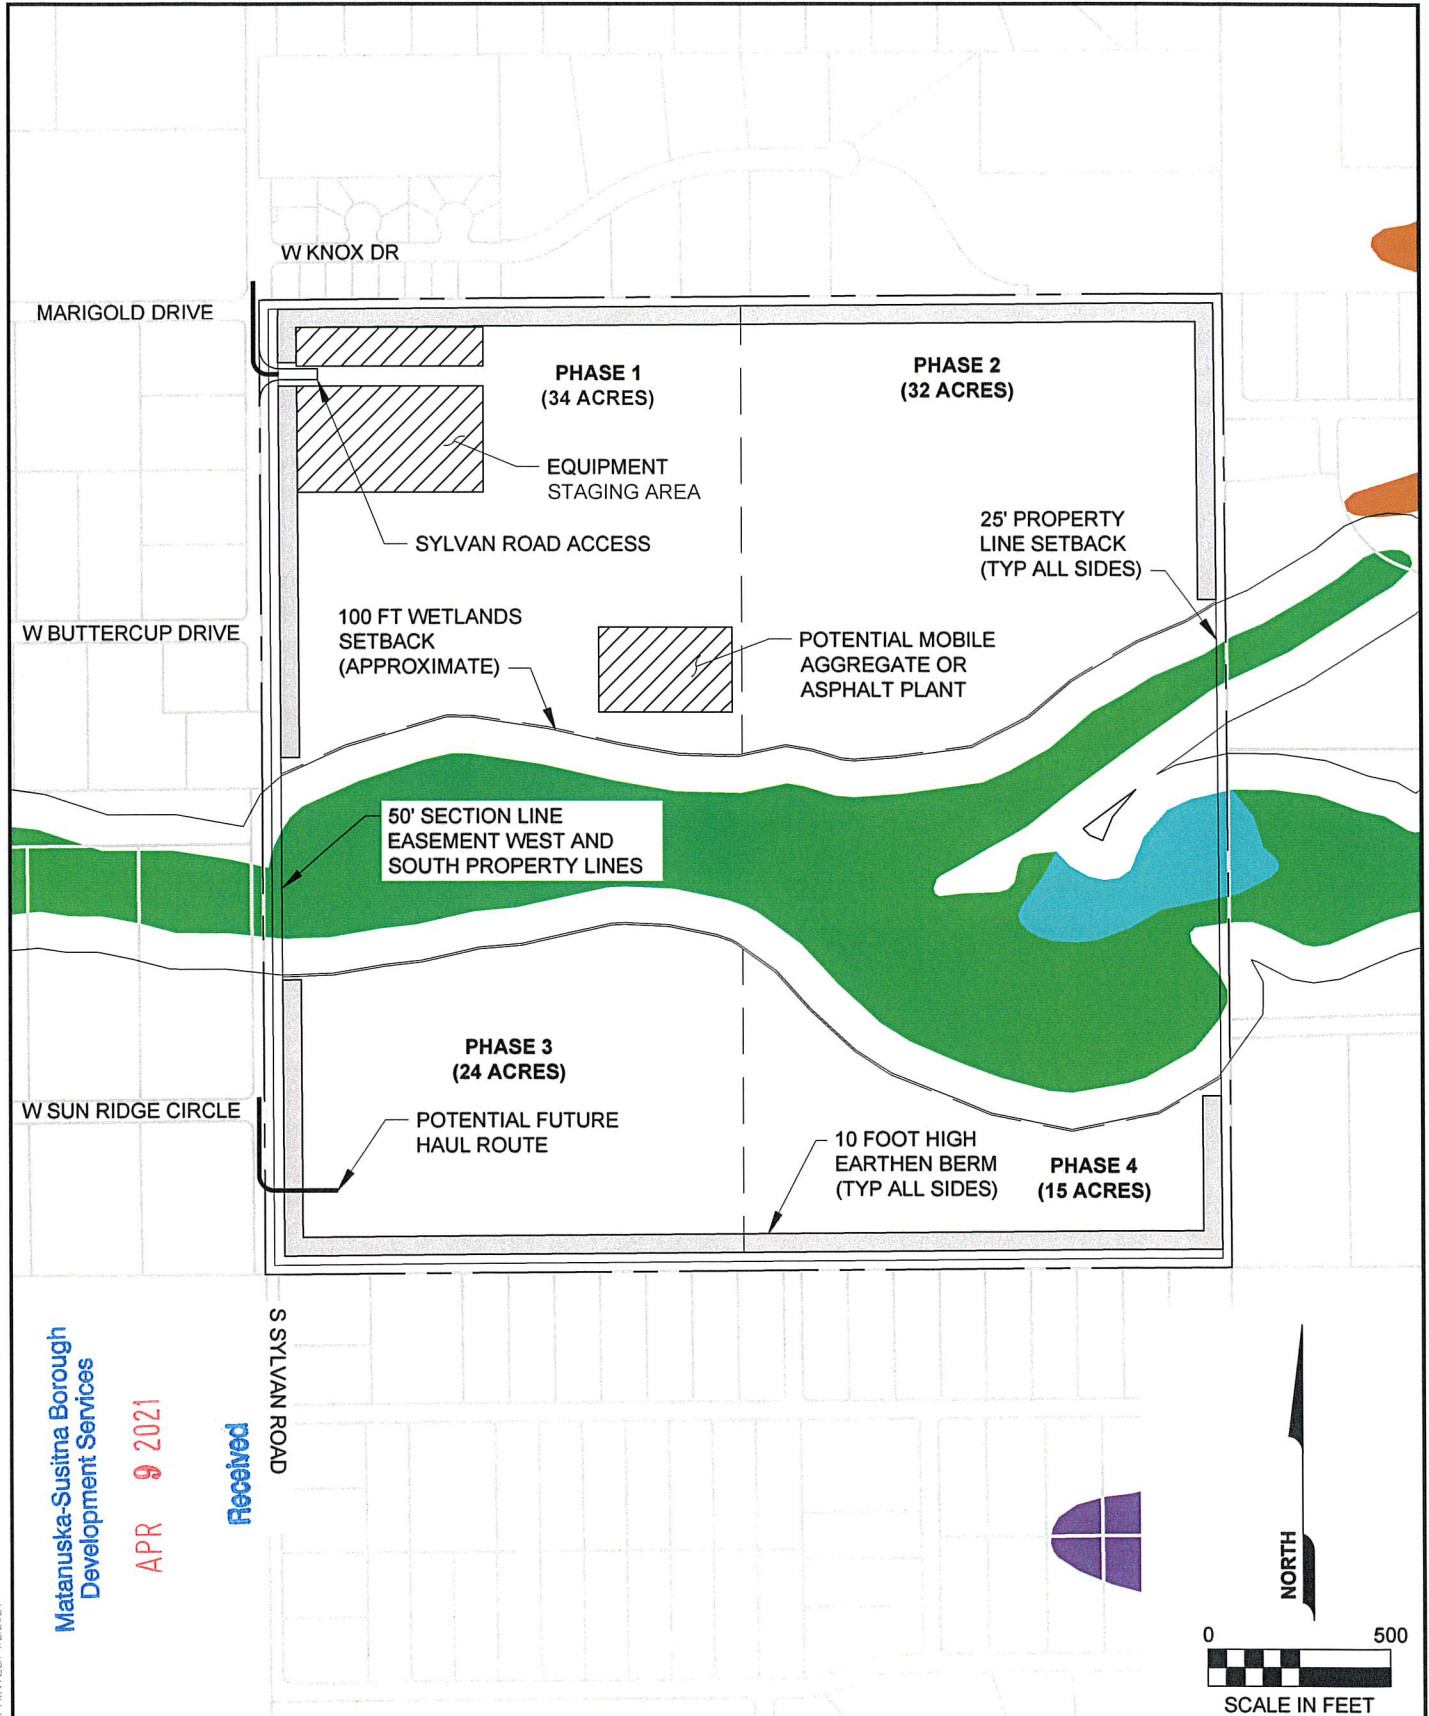 W KNOX DR
MARIGOLD DRIVE
PHASE 1
(34 ACRES)
PHASE 2
(32 ACRES)
EQUIPMENT
STAGING AREA
SYLVAN ROAD ACCESS
25' PROPERTY
LINE SETBACK
(TYP ALL SIDES)
100 FT WETLANDS
SETBACK
(APPROXIMATE)
W BUTTERCUP DRIVE
POTENTIAL MOBILE
AGGREGATE OR
ASPHALT PLANT
50' SECTION LINE
EASEMENT WEST AND
SOUTH PROPERTY LINES
PHASE 3
(24 ACRES)
W SUN RIDGE CIRCLE
POTENTIAL FUTURE
HAUL ROUTE
10 FOOT HIGH
EARTHEN BERM
(TYP ALL SIDES)
PHASE 4
(15 ACRES)
S SYLVAN ROAD
Matanuska-Susitna Borough
Development Services
APR 9 2021
Received
NORTH
0 500
SCALE IN FEET